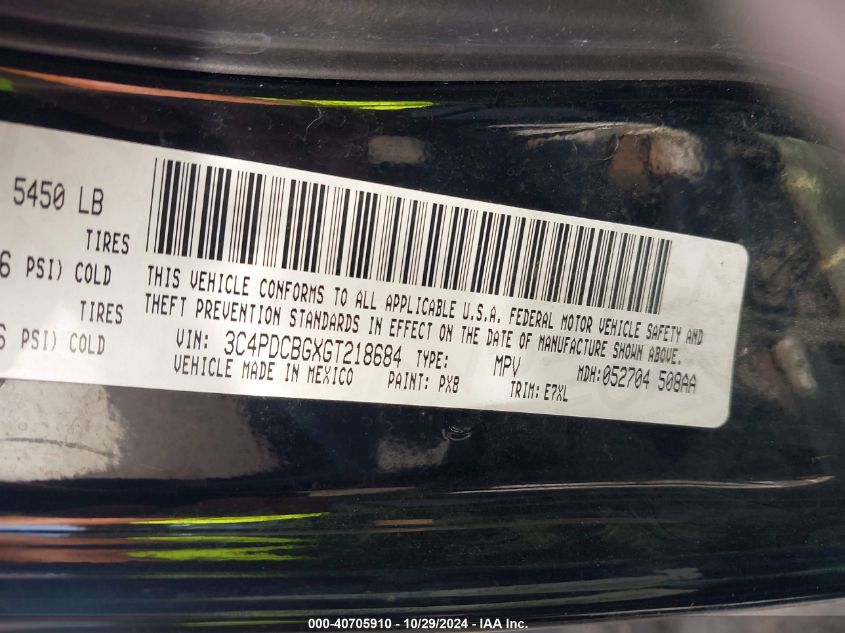 5450 LB
TIRES
6 PSI) COLD
TIRES
6 PSI) COLD
THIS VEHICLE CONFORMS TO ALL APPLICABLE U.S.A. FEDERAL MOTOR VEHICLE SAFETY AND
THEFT PREVENTION STANDARDS IN EFFECT ON THE DATE OF MANUFACTURE SHOWN ABOVE.
VIN: 3C4PDCBGXGT218684 TYPE: MPV MDH:052704 508AA
VEHICLE MADE IN MEXICO PAINT: PX8 TRIM: E7XL
000-40705910 - 10/29/2024 - IAA Inc.